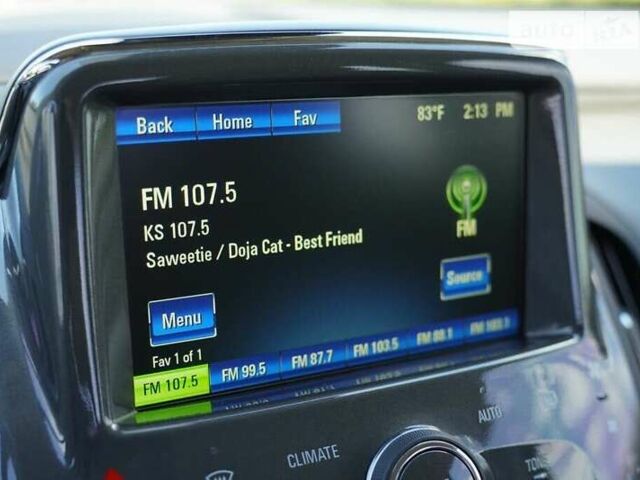 auto RIA
Back Home Fav 83°F 2:13 PM
FM 107.5
KS 107.5
Saweetie / Doja Cat - Best Friend
FM
Source
Menu
Fav 1 of 1
FM 107.5 FM 99.5 FM 87.7 FM 103.5 FM 88.1
AUTO
CLIMATE